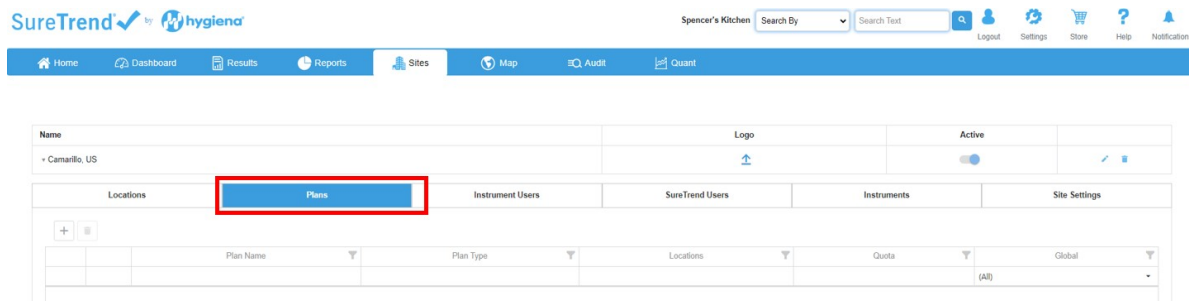 SureTrend by hygiena
Spencer's Kitchen Search By Search Text
Logout Settings Store Help Notification
Home Dashboard Results Reports Sites Map Audit Quant
Name Logo Active
Camarillo, US
Locations Plans Instrument Users SureTrend Users Instruments Site Settings
Plan Name Plan Type Locations Quota Global
(All)